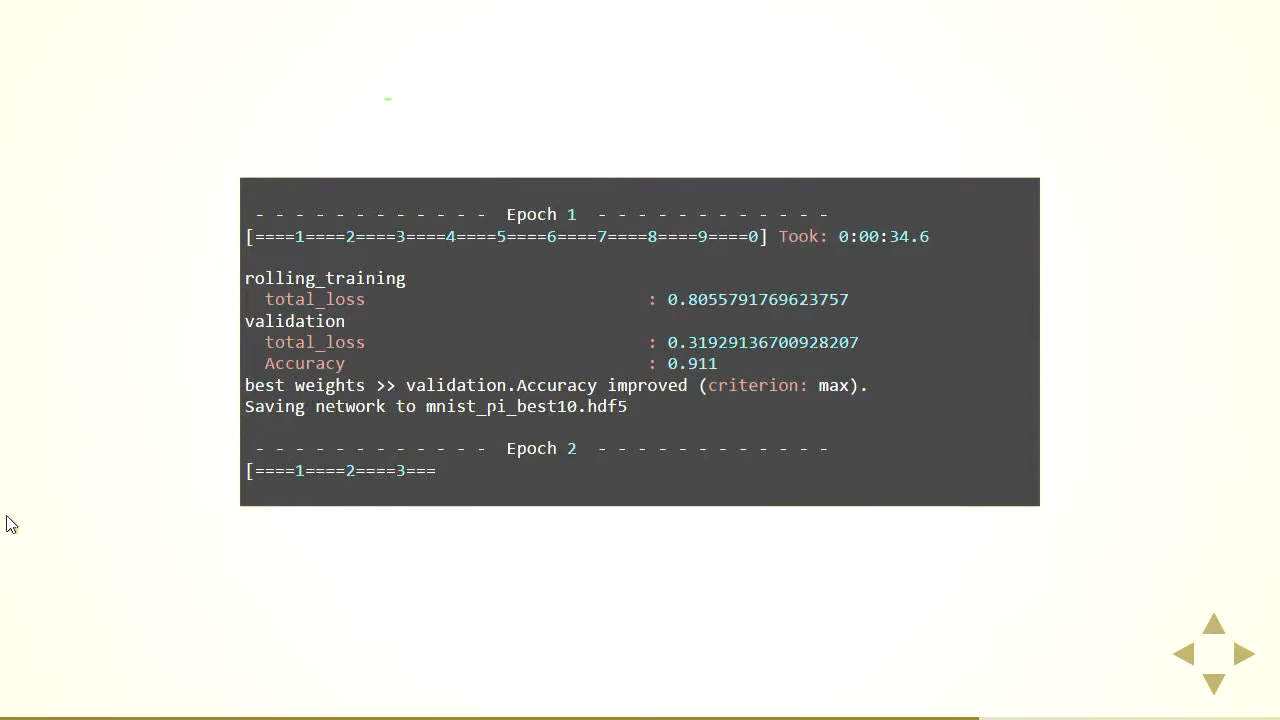 - - - - - - - - - - - - Epoch 1 - - - - - - - - - - - -
[====1====2====3====4====5====6====7====8====9====0] Took: 0:00:34.6
rolling_training
total_loss : 0.8055791769623757
validation
total_loss : 0.31929136700928207
Accuracy : 0.911
best weights >> validation.Accuracy improved (criterion: max).
Saving network to mnist_pi_best10.hdf5
- - - - - - - - - - - - Epoch 2 - - - - - - - - - - - -
[====1====2====3===